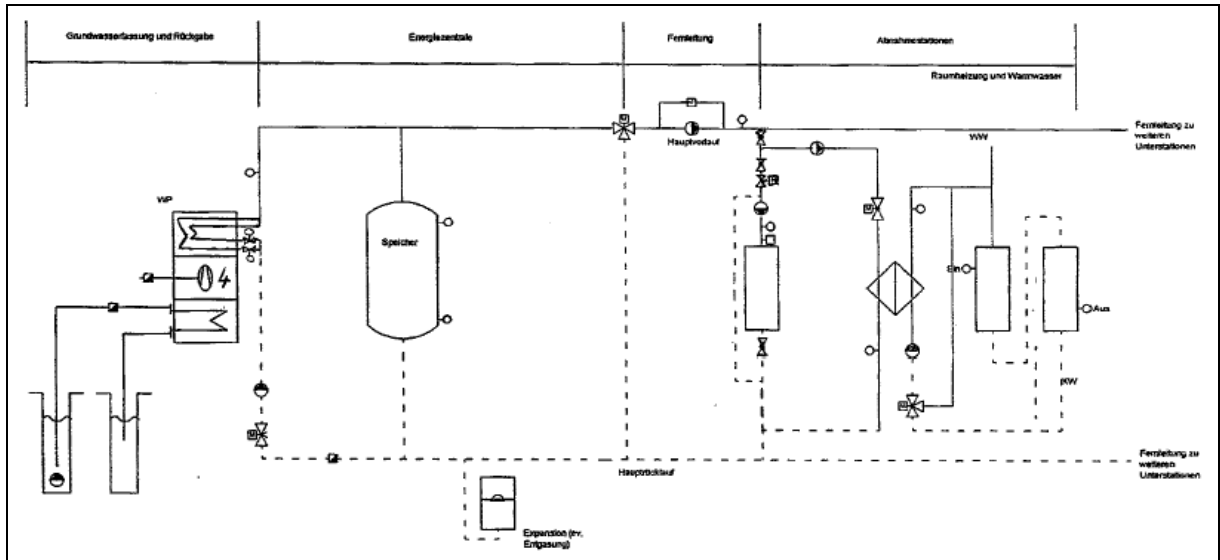 Grundwasserfassung und Rückgabe
Energiezentrale
Fernleitung
Abnahmestationen
Raumheizung und Warmwasser
Fernleitung zu
weiteren
Unterstationen
Hauptvorlauf
WW
WP
Speicher
4
Ein
Aus
KW
Hauptrücklauf
Fernleitung zu
weiteren
Unterstationen
Expansion (
Entgasung)